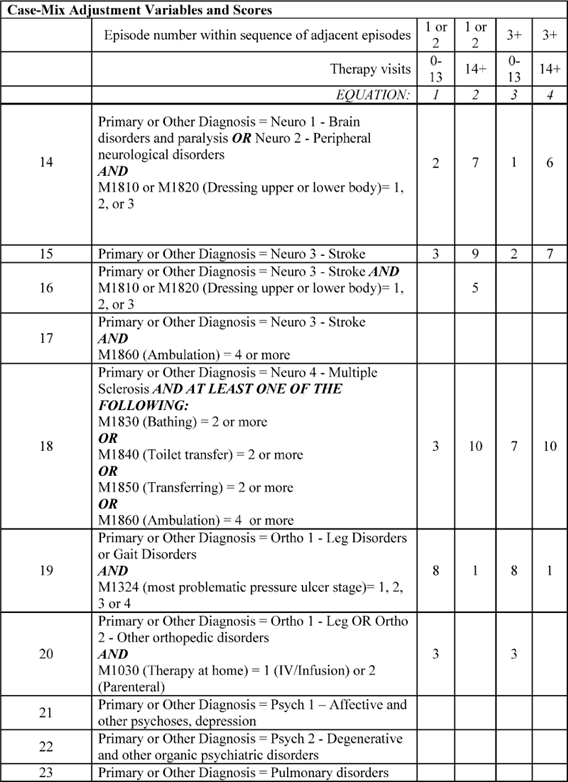 Case-Mix Adjustment Variables and Scores
Episode number within sequence of adjacent episodes 1 or 2 1 or 2 3+ 3+
Therapy visits 0-13 14+ 0-13 14+
EQUATION: 1 2 3 4
14 Primary or Other Diagnosis = Neuro 1 - Brain
disorders and paralysis OR Neuro 2 - Peripheral
neurological disorders
AND
M1810 or M1820 (Dressing upper or lower body)= 1,
2, or 3
2 7 1 6
15 Primary or Other Diagnosis = Neuro 3 - Stroke 3 9 2 7
16 Primary or Other Diagnosis = Neuro 3 - Stroke AND
M1810 or M1820 (Dressing upper or lower body)= 1,
2, or 3
5
17 Primary or Other Diagnosis = Neuro 3 - Stroke
AND
M1860 (Ambulation) = 4 or more
18 Primary or Other Diagnosis = Neuro 4 - Multiple
Sclerosis AND AT LEAST ONE OF THE
FOLLOWING:
M1830 (Bathing) = 2 or more
OR
M1840 (Toilet transfer) = 2 or more
OR
M1850 (Transferring) = 2 or more
OR
M1860 (Ambulation) = 4 or more
3 10 7 10
19 Primary or Other Diagnosis = Ortho 1 - Leg Disorders
or Gait Disorders
AND
M1324 (most problematic pressure ulcer stage)= 1, 2,
3 or 4
8 1 8 1
20 Primary or Other Diagnosis = Ortho 1 - Leg OR Ortho
2 - Other orthopedic disorders
AND
M1030 (Therapy at home) = 1 (IV/Infusion) or 2
(Parenteral)
3 3
21 Primary or Other Diagnosis = Psych 1 – Affective and
other psychoses, depression
22 Primary or Other Diagnosis = Psych 2 - Degenerative
and other organic psychiatric disorders
23 Primary or Other Diagnosis = Pulmonary disorders